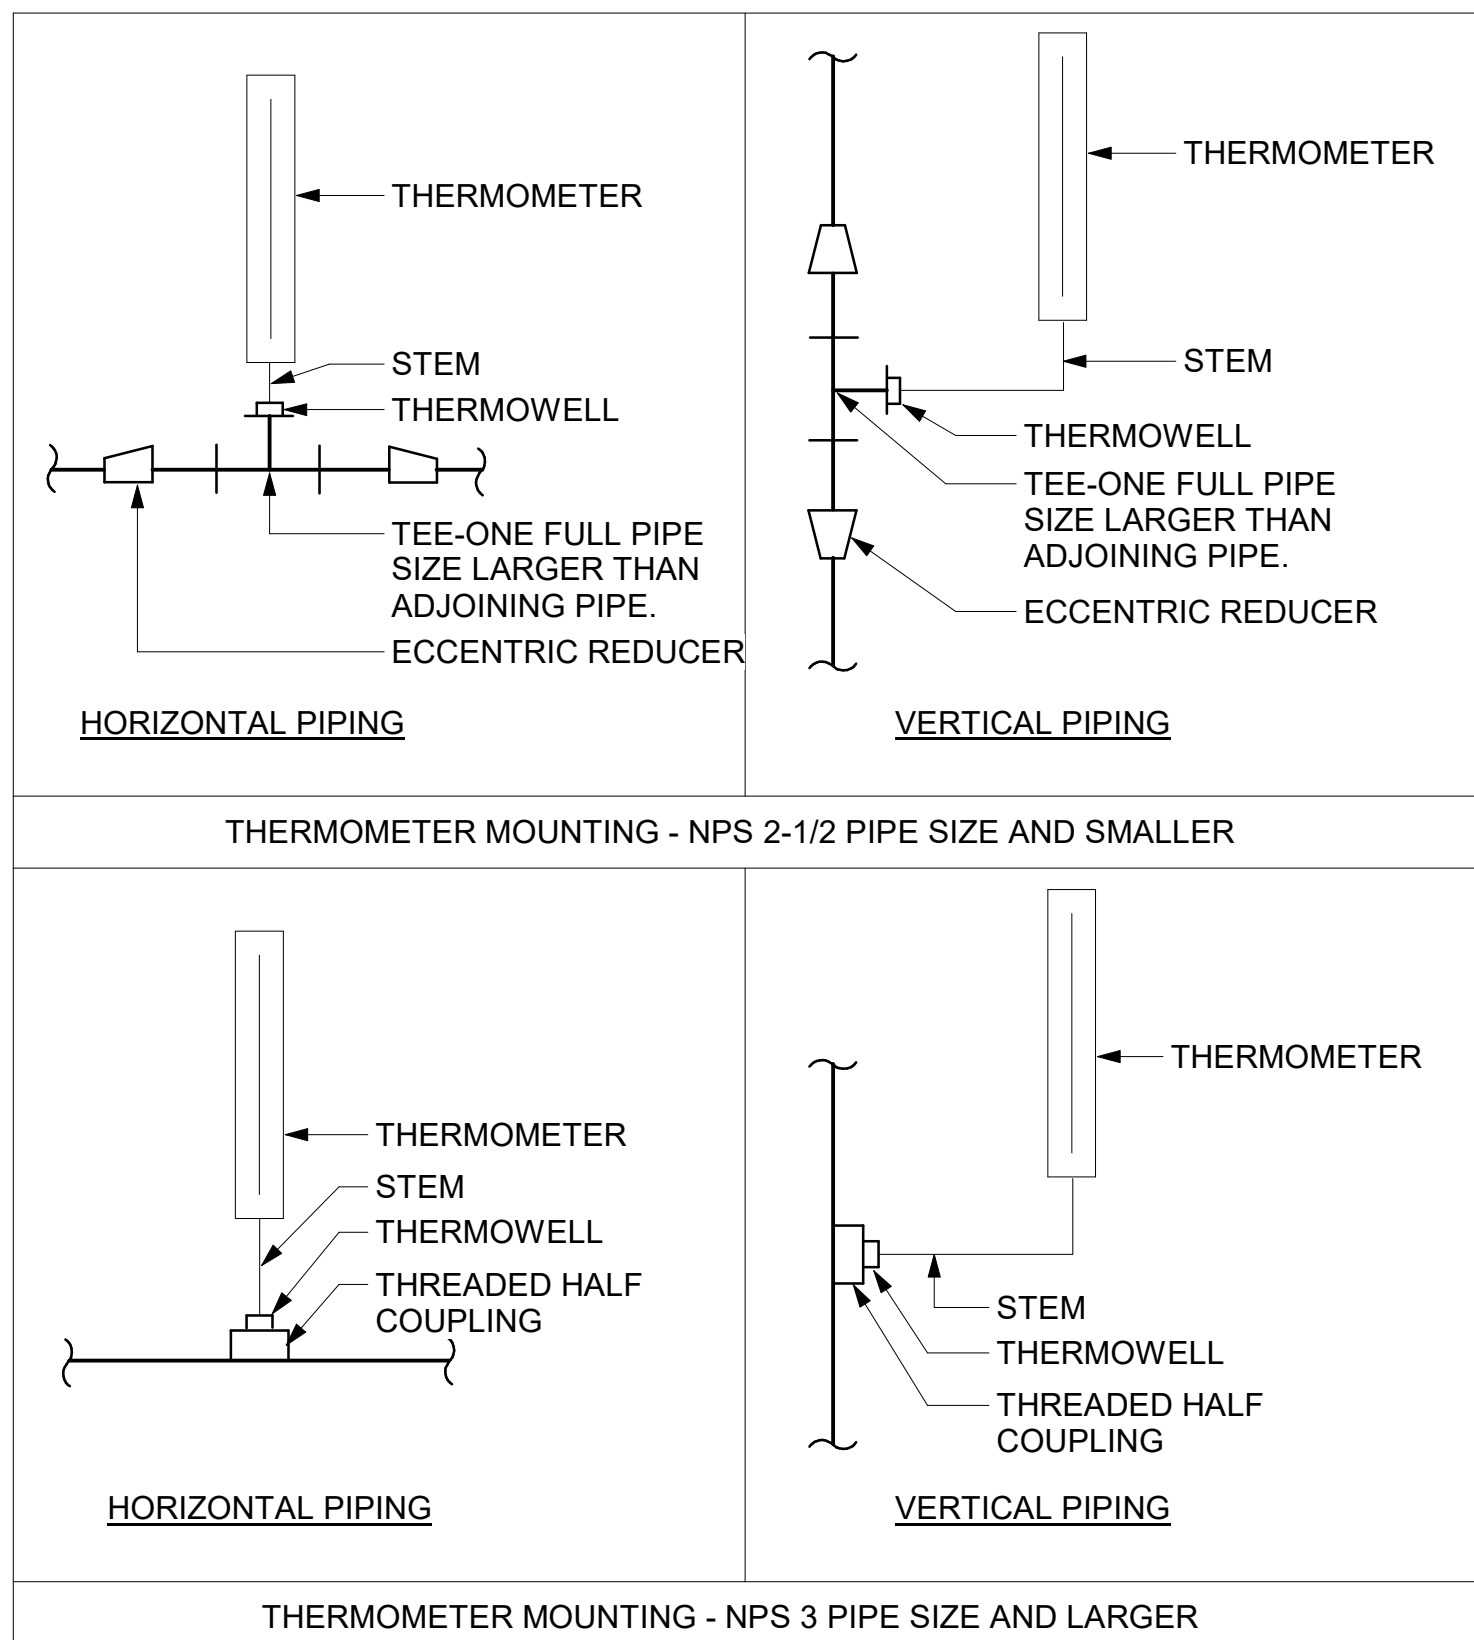 THERMOMETER
STEM
THERMOWELL
TEE-ONE FULL PIPE
SIZE LARGER THAN
ADJOINING PIPE.
ECCENTRIC REDUCER
HORIZONTAL PIPING
THERMOMETER
STEM
THERMOWELL
TEE-ONE FULL PIPE
SIZE LARGER THAN
ADJOINING PIPE.
ECCENTRIC REDUCER
VERTICAL PIPING
THERMOMETER MOUNTING - NPS 2-1/2 PIPE SIZE AND SMALLER
THERMOMETER
STEM
THERMOWELL
THREADED HALF
COUPLING
HORIZONTAL PIPING
THERMOMETER
STEM
THERMOWELL
THREADED HALF
COUPLING
VERTICAL PIPING
THERMOMETER MOUNTING - NPS 3 PIPE SIZE AND LARGER